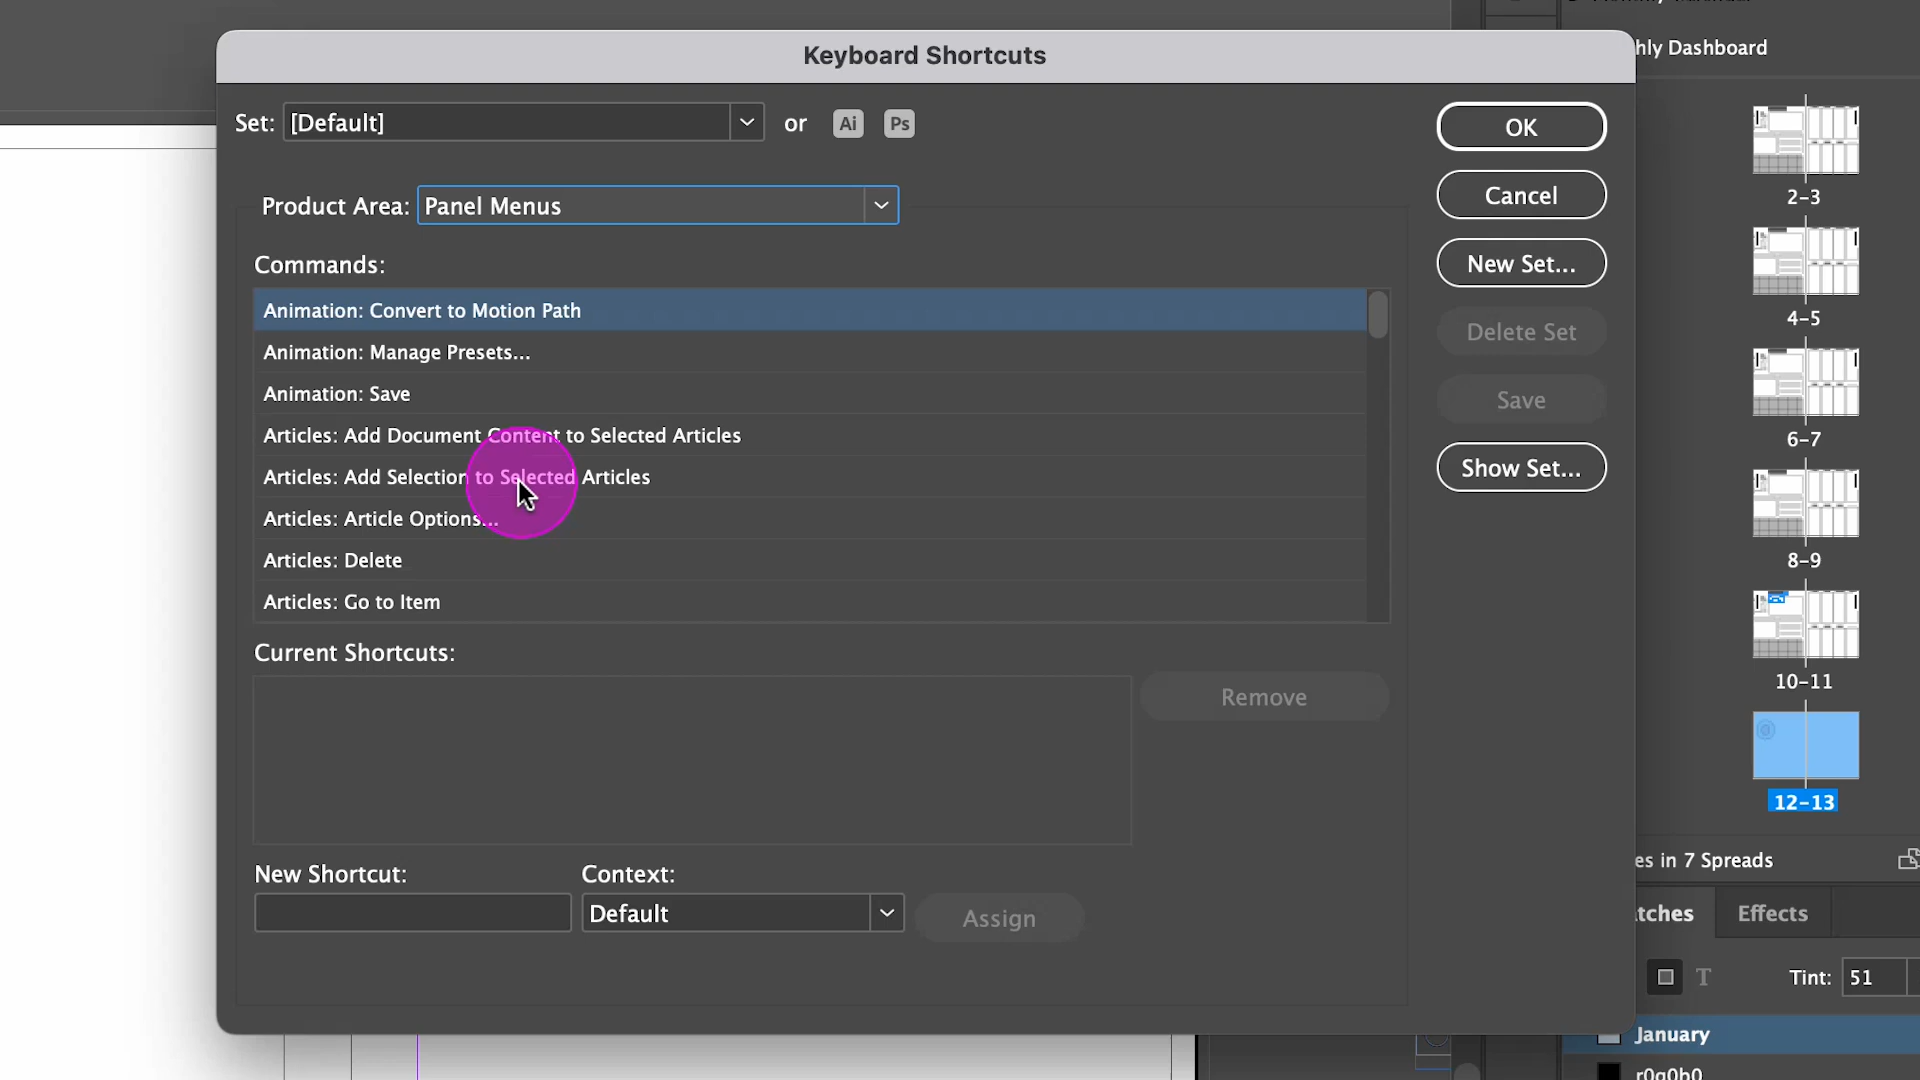 Keyboard Shortcuts
hly Dashboard
Set: [Default] or Ai Ps
OK
Product Area: Panel Menus
Cancel
2-3
Commands:
New Set...
Animation: Convert to Motion Path
Delete Set
4-5
Animation: Manage Presets...
Animation: Save
Save
Articles: Add Document Content to Selected Articles
6-7
Articles: Add Selection to Selected Articles
Show Set...
Articles: Article Options...
Articles: Delete
8-9
Articles: Go to Item
Current Shortcuts:
10-11
Remove
12-13
es in 7 Spreads
New Shortcut: Context:
Default
Assign
tches Effects
T Tint: 51
January
r0g0b0